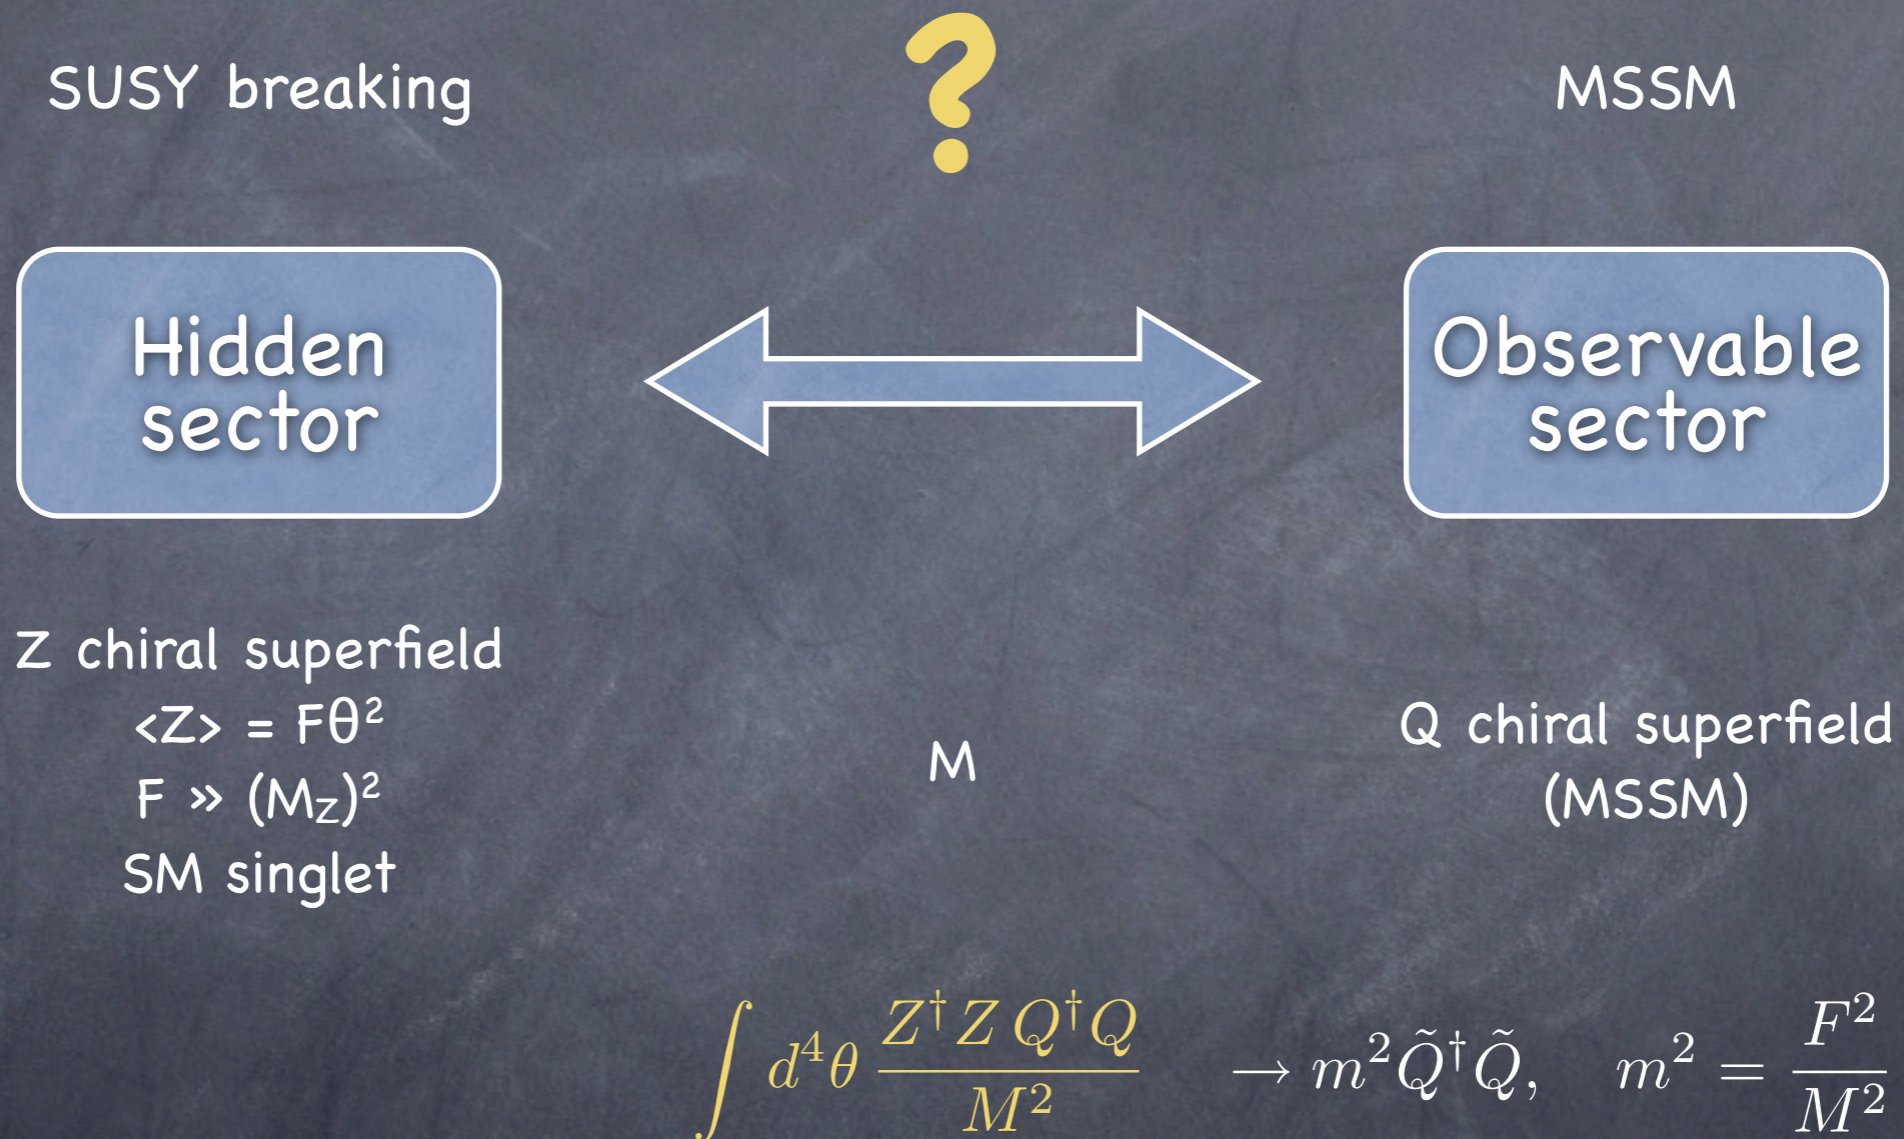 SUSY breaking
?
MSSM
Hidden
sector
Observable
sector
Z chiral superfield
<Z> = Fθ²
F » (M_Z)²
SM singlet
M
Q chiral superfield
(MSSM)
∫ d⁴θ Z†Z Q†Q / M² → m² Q̃†Q̃, m² = F² / M²